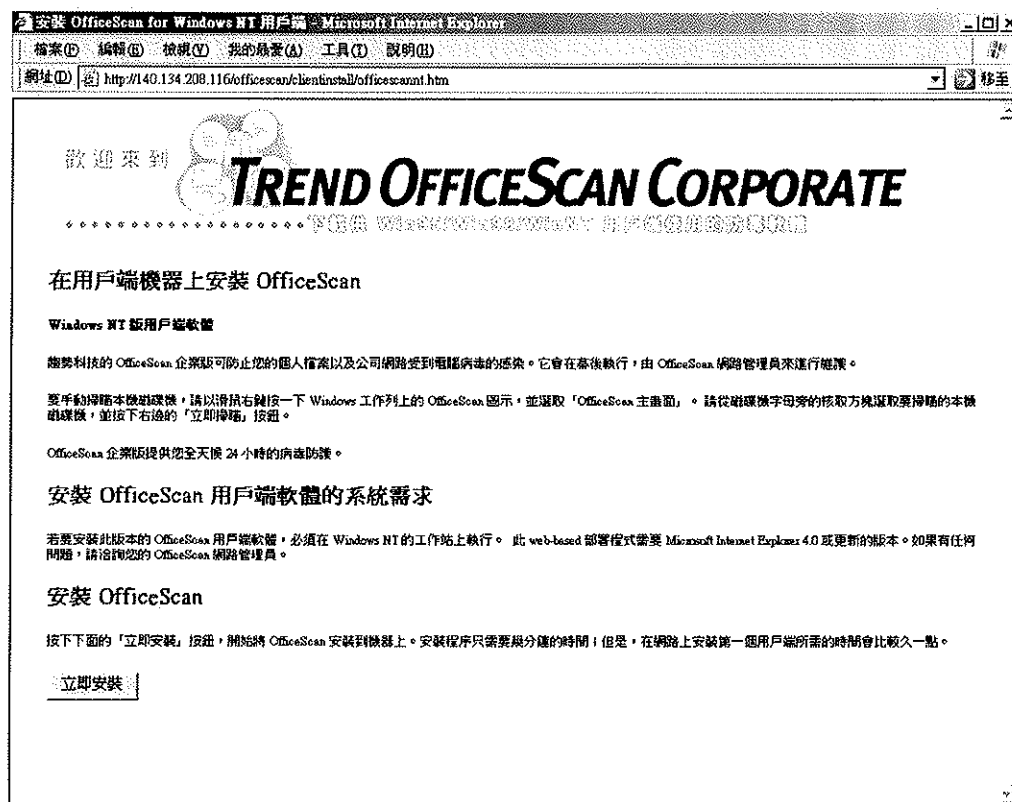 安裝 OfficeScan for Windows NT 用戶端 - Microsoft Internet Explorer
檔案(F) 編輯(E) 檢視(V) 我的最愛(A) 工具(T) 說明(H)
網址(D) http://140.134.208.116/officescan/clientinstall/officescannt.htm 移至
歡迎來到
TREND OFFICESCAN CORPORATE
用戶端使用的防毒軟體
在用戶端機器上安裝 OfficeScan
Windows NT 版用戶端軟體
趨勢科技的 OfficeScan 企業版可防止您的個人檔案以及公司網路受到電腦病毒的感染。它會在幕後執行，由 OfficeScan 網路管理員來進行維護。
要手動掃瞄本機磁碟機，請以滑鼠右鍵按一下 Windows 工作列上的 OfficeScan 圖示，並選取「OfficeScan 主畫面」。 請從磁碟機字母旁的核取方塊選取要掃瞄的本機
磁碟機，並按下右邊的「立即掃瞄」按鈕。
OfficeScan 企業版提供您全天候 24 小時的病毒防護。
安裝 OfficeScan 用戶端軟體的系統需求
若要安裝此版本的 OfficeScan 用戶端軟體，必須在 Windows NT 的工作站上執行。 此 web-based 部署程式需要 Microsoft Internet Explorer 4.0 或更新的版本。如果有任何
問題，請洽詢您的 OfficeScan 網路管理員。
安裝 OfficeScan
按下下面的「立即安裝」按鈕，開始將 OfficeScan 安裝到機器上。安裝程序只需要幾分鐘的時間；但是，在網路上安裝第一個用戶端所需的時間會比較久一點。
立即安裝